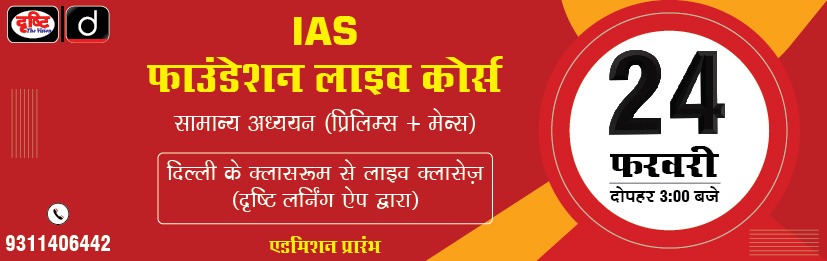 दृष्टि
The Vision
d
IAS
फाउंडेशन लाइव कोर्स
सामान्य अध्ययन (प्रिलिम्स + मेन्स)
दिल्ली के क्लासरूम से लाइव क्लासेज़
(दृष्टि लर्निंग ऐप द्वारा)
एडमिशन प्रारंभ
9311406442
24
फरवरी
दोपहर 3:00 बजे